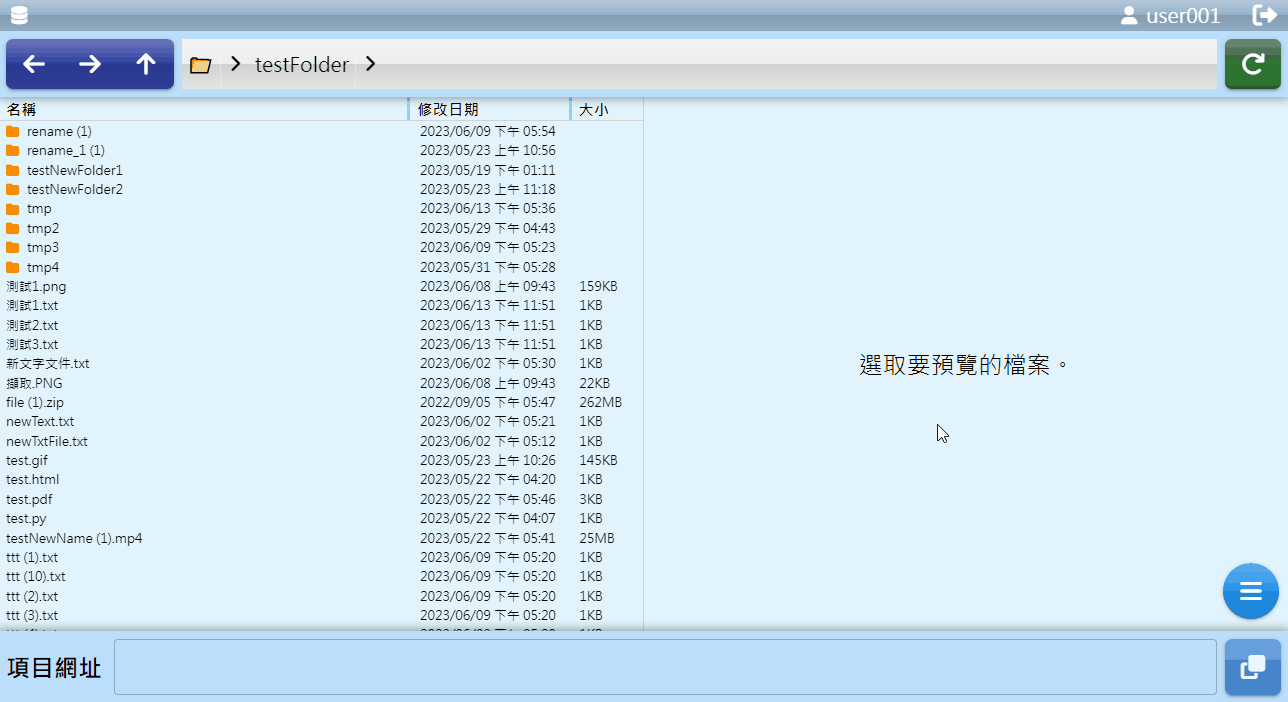 user001
testFolder
名稱 修改日期 大小
rename (1) 2023/06/09 下午 05:54
rename_1 (1) 2023/05/23 上午 10:56
testNewFolder1 2023/05/19 下午 01:11
testNewFolder2 2023/05/23 上午 11:18
tmp 2023/06/13 下午 05:36
tmp2 2023/05/29 下午 04:43
tmp3 2023/06/09 下午 05:23
tmp4 2023/05/31 下午 05:28
測試1.png 2023/06/08 上午 09:43 159KB
測試1.txt 2023/06/13 上午 11:51 1KB
測試2.txt 2023/06/13 上午 11:51 1KB
測試3.txt 2023/06/13 上午 11:51 1KB
新文字文件.txt 2023/06/02 下午 05:30 1KB
擷取.PNG 2023/06/08 上午 09:43 22KB
file (1).zip 2022/09/05 下午 05:47 262MB
newText.txt 2023/06/02 下午 05:21 1KB
newTxtFile.txt 2023/06/02 下午 05:12 1KB
test.gif 2023/05/23 上午 10:26 145KB
test.html 2023/05/22 下午 04:20 1KB
test.pdf 2023/05/22 下午 05:46 3KB
test.py 2023/05/22 下午 04:07 1KB
testNewName (1).mp4 2023/05/22 下午 05:41 25MB
ttt (1).txt 2023/06/09 下午 05:20 1KB
ttt (10).txt 2023/06/09 下午 05:20 1KB
ttt (2).txt 2023/06/09 下午 05:20 1KB
ttt (3).txt 2023/06/09 下午 05:20 1KB
選取要預覽的檔案。
項目網址